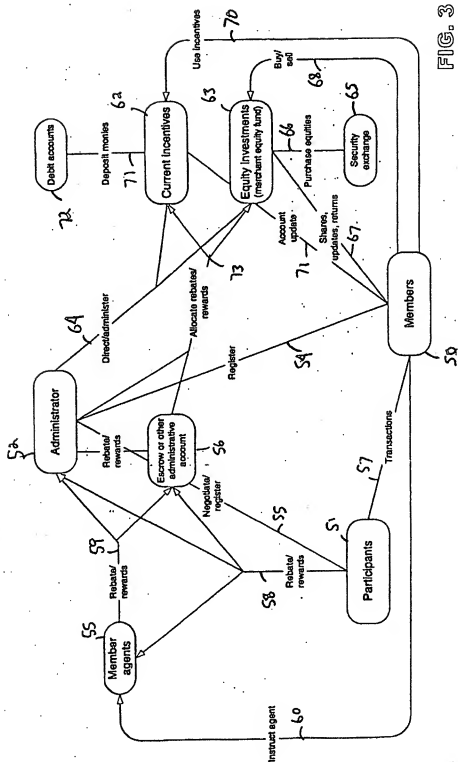 72
Debit accounts
Deposit monies
71
62
Current incentives
Use incentives
70
Buy/
sell
68
63
Equity investments
(merchant equity fund)
66
Purchase equities
65
Security
exchange
Account
update
71
Shares,
updates, returns
67
64
Direct/administer
73
Allocate rebates/
rewards
52
Administrator
Register
54
Rebate/
rewards
Escrow or other
administrative
account
56
Negotiate/
register
55
59
Rebate/
rewards
55
Member
agents
58
Rebate/
rewards
51
Participants
57
Transactions
Members
50
Instruct agent
60
FIG. 3